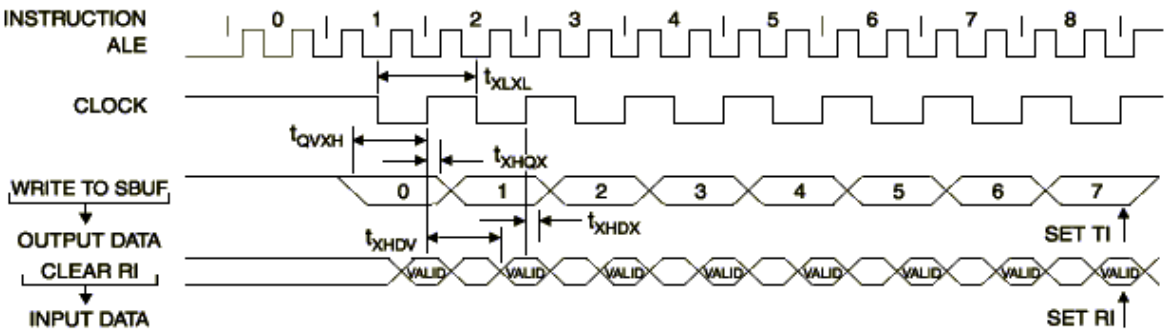 INSTRUCTION 0 1 2 3 4 5 6 7 8
ALE
tXLXL
CLOCK
tQVXH
tXHQX
WRITE TO SBUF 0 1 2 3 4 5 6 7
tXHDX
OUTPUT DATA tXHDV SET TI
CLEAR RI VALID VALID VALID VALID VALID VALID VALID VALID
INPUT DATA SET RI